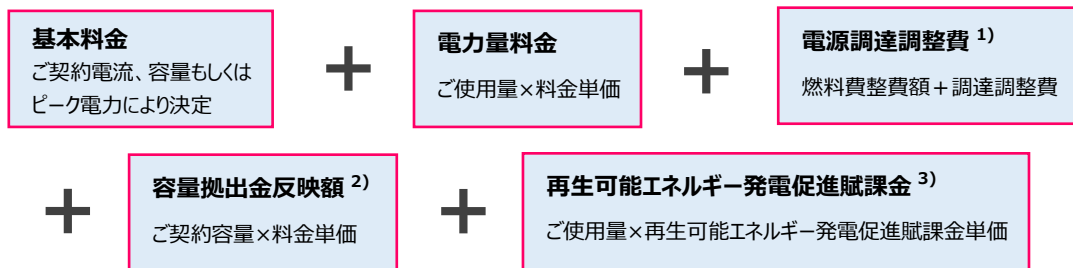 基本料金
ご契約電流、容量もしくは
ピーク電力により決定
+
電力量料金
ご使用量×料金単価
+
電源調達調整費 1)
燃料費整費額+調達調整費
+
容量拠出金反映額 2)
ご契約容量×料金単価
+
再生可能エネルギー発電促進賦課金 3)
ご使用量×再生可能エネルギー発電促進賦課金単価